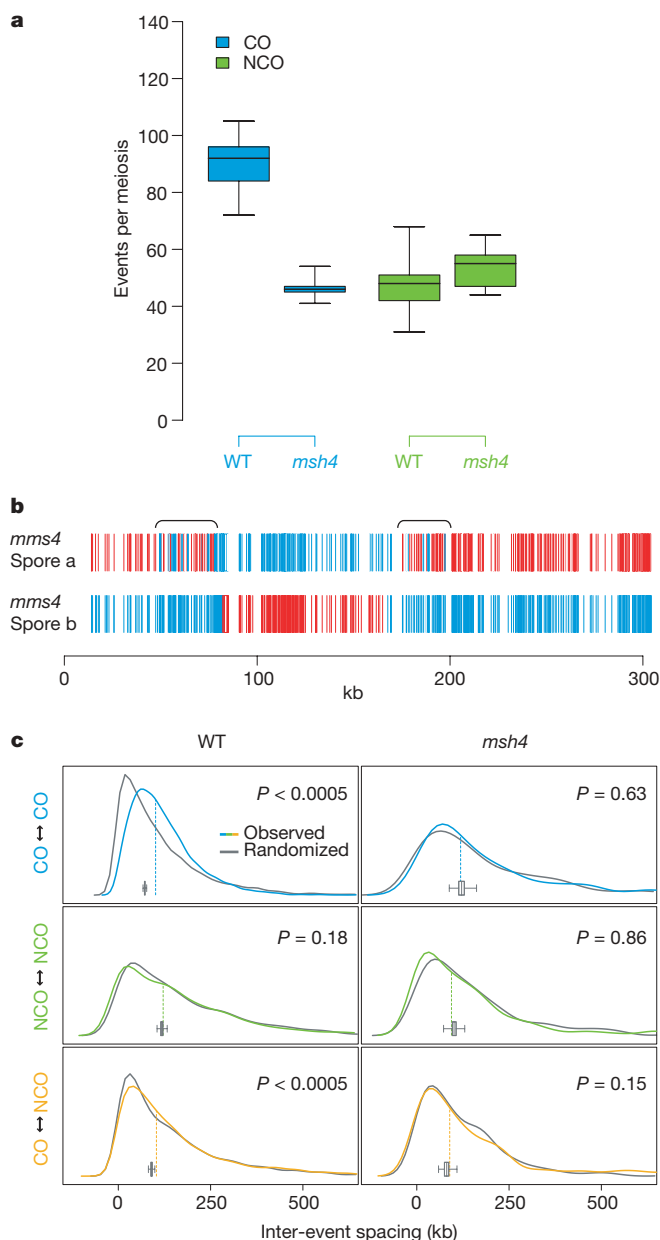 a
140
120
100
80
60
40
20
0
Events per meiosis
CO
NCO
WT
msh4
WT
msh4
b
mms4
Spore a
mms4
Spore b
0
100
200
300
kb
c
WT
msh4
CO ↔ CO
P < 0.0005
Observed
Randomized
P = 0.63
NCO ↔ NCO
P = 0.18
P = 0.86
CO ↔ NCO
P < 0.0005
P = 0.15
0
250
500
0
250
500
Inter-event spacing (kb)